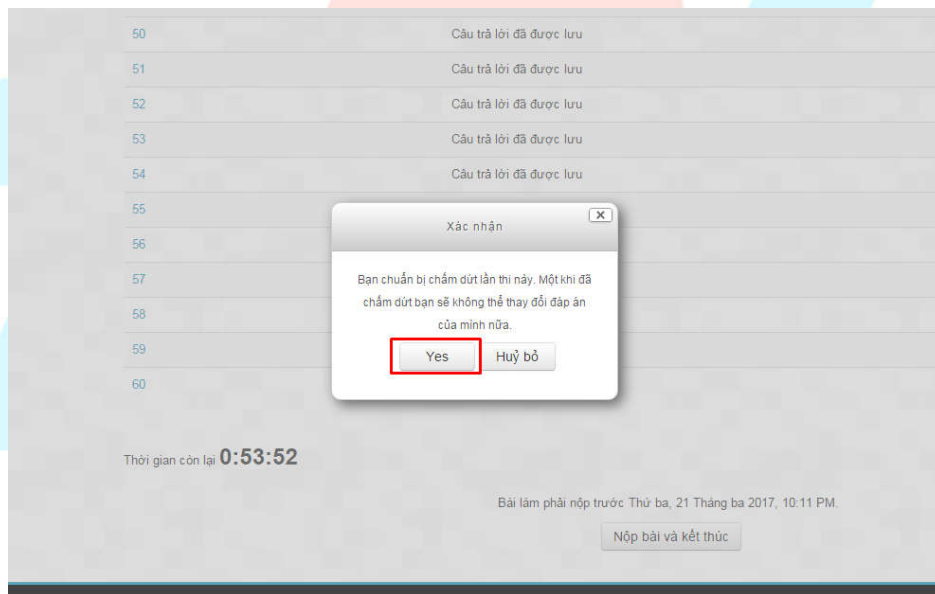 50 Câu trả lời đã được lưu
51 Câu trả lời đã được lưu
52 Câu trả lời đã được lưu
53 Câu trả lời đã được lưu
54 Câu trả lời đã được lưu
55
56
57
58
59
60
Xác nhận
Bạn chuẩn bị chấm dứt lần thi này. Một khi đã
chấm dứt bạn sẽ không thể thay đổi đáp án
của mình nữa.
Yes Huỷ bỏ
Thời gian còn lại 0:53:52
Bài làm phải nộp trước Thứ ba, 21 Tháng ba 2017, 10:11 PM.
Nộp bài và kết thúc